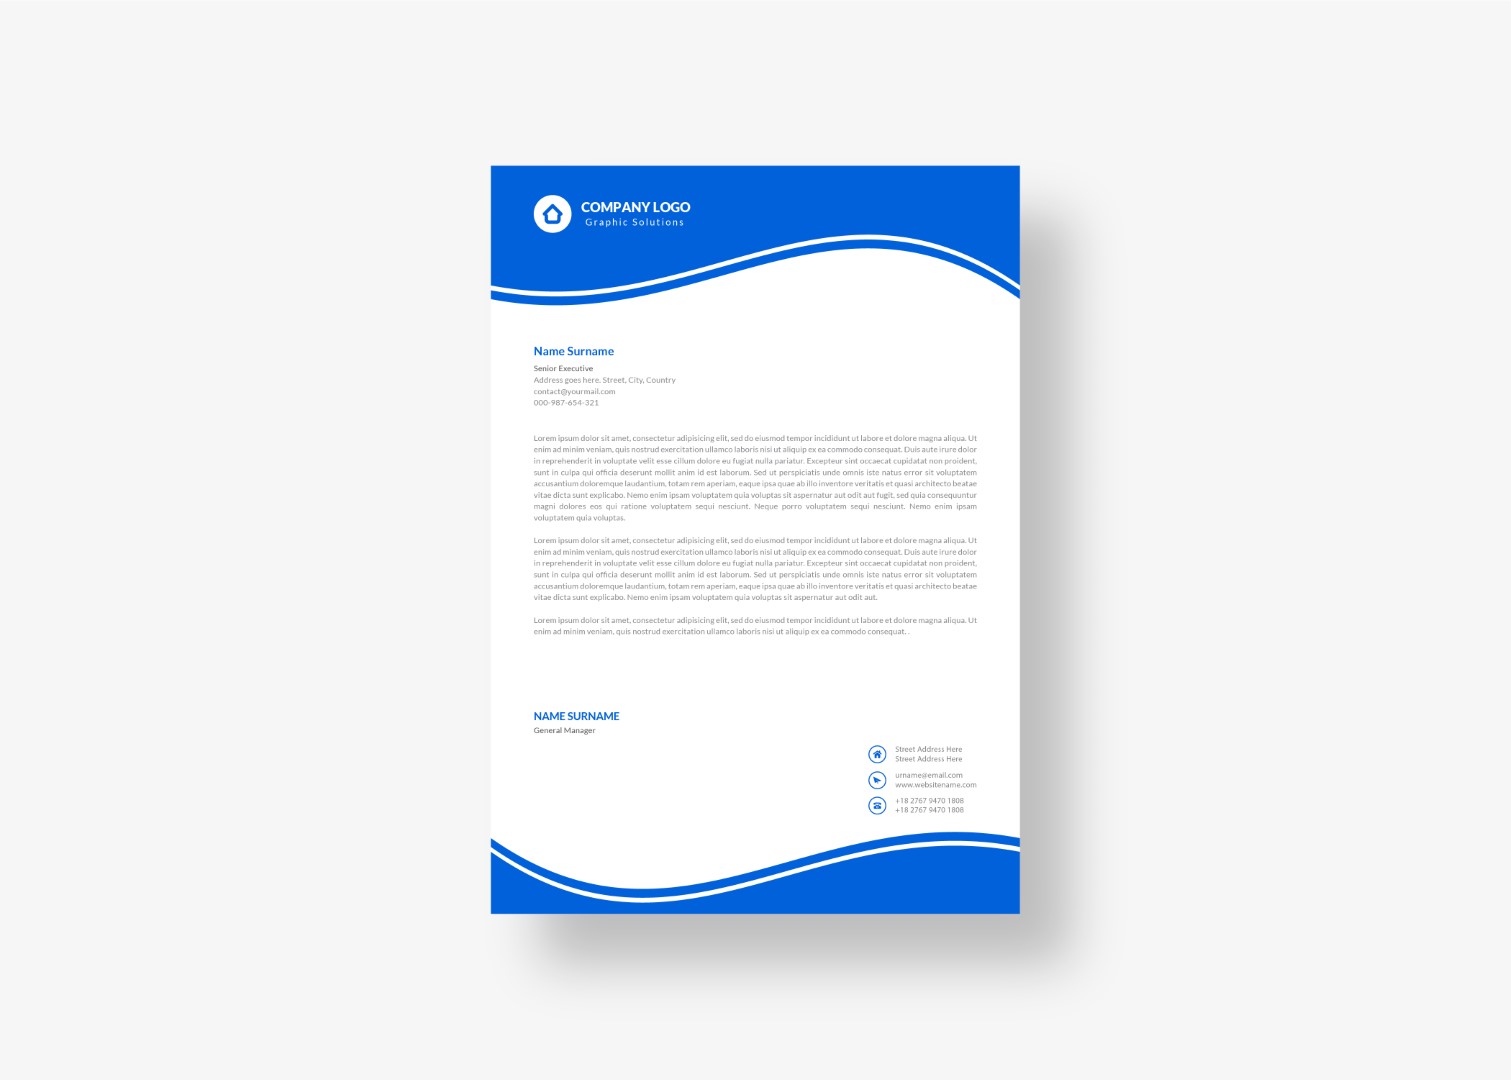 COMPANY LOGO
Graphic Solutions
Name Surname
Senior Executive
Address goes here. Street, City, Country
contact@yourmail.com
000-987-654-321
Lorem ipsum dolor sit amet, consectetur adipisicing elit, sed do eiusmod tempor incididunt ut labore et dolore magna aliqua. Ut
enim ad minim veniam, quis nostrud exercitation ullamco laboris nisi ut aliquip ex ea commodo consequat. Duis aute irure dolor
in reprehenderit in voluptate velit esse cillum dolore eu fugiat nulla pariatur. Excepteur sint occaecat cupidatat non proident,
sunt in culpa qui officia deserunt mollit anim id est laborum. Sed ut perspiciatis unde omnis iste natus error sit voluptatem
accusantium doloremque laudantium, totam rem aperiam, eaque ipsa quae ab illo inventore veritatis et quasi architecto beatae
vitae dicta sunt explicabo. Nemo enim ipsam voluptatem quia voluptas sit aspernatur aut odit aut fugit, sed quia consequuntur
magni dolores eos qui ratione voluptatem sequi nesciunt. Neque porro voluptatem sequi nesciunt. Nemo enim ipsam
voluptatem quia voluptas.
Lorem ipsum dolor sit amet, consectetur adipisicing elit, sed do eiusmod tempor incididunt ut labore et dolore magna aliqua. Ut
enim ad minim veniam, quis nostrud exercitation ullamco laboris nisi ut aliquip ex ea commodo consequat. Duis aute irure dolor
in reprehenderit in voluptate velit esse cillum dolore eu fugiat nulla pariatur. Excepteur sint occaecat cupidatat non proident,
sunt in culpa qui officia deserunt mollit anim id est laborum. Sed ut perspiciatis unde omnis iste natus error sit voluptatem
accusantium doloremque laudantium, totam rem aperiam, eaque ipsa quae ab illo inventore veritatis et quasi architecto beatae
vitae dicta sunt explicabo. Nemo enim ipsam voluptatem quia voluptas sit aspernatur aut odit aut.
Lorem ipsum dolor sit amet, consectetur adipisicing elit, sed do eiusmod tempor incididunt ut labore et dolore magna aliqua. Ut
enim ad minim veniam, quis nostrud exercitation ullamco laboris nisi ut aliquip ex ea commodo consequat. .
NAME SURNAME
General Manager
Street Address Here
Street Address Here
urname@email.com
www.websitename.com
+18 2767 9470 1808
+18 2767 9470 1808